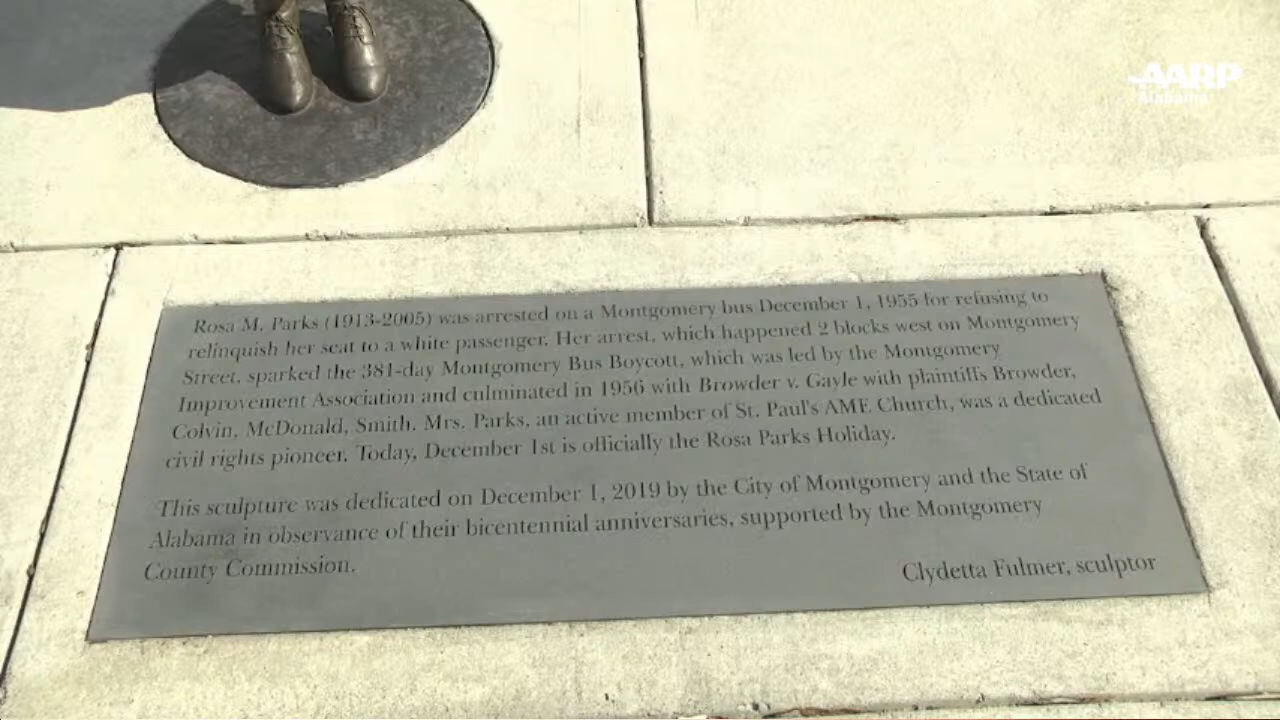 AARP
Alabama
Rosa M. Parks (1913-2005) was arrested on a Montgomery bus December 1, 1955 for refusing to
relinquish her seat to a white passenger. Her arrest, which happened 2 blocks west on Montgomery
Street, sparked the 381-day Montgomery Bus Boycott, which was led by the Montgomery
Improvement Association and culminated in 1956 with Browder v. Gayle with plaintiffs Browder,
Colvin, McDonald, Smith. Mrs. Parks, an active member of St. Paul's AME Church, was a dedicated
civil rights pioneer. Today, December 1st is officially the Rosa Parks Holiday.
This sculpture was dedicated on December 1, 2019 by the City of Montgomery and the State of
Alabama in observance of their bicentennial anniversaries, supported by the Montgomery
County Commission.
Clydetta Fulmer, sculptor